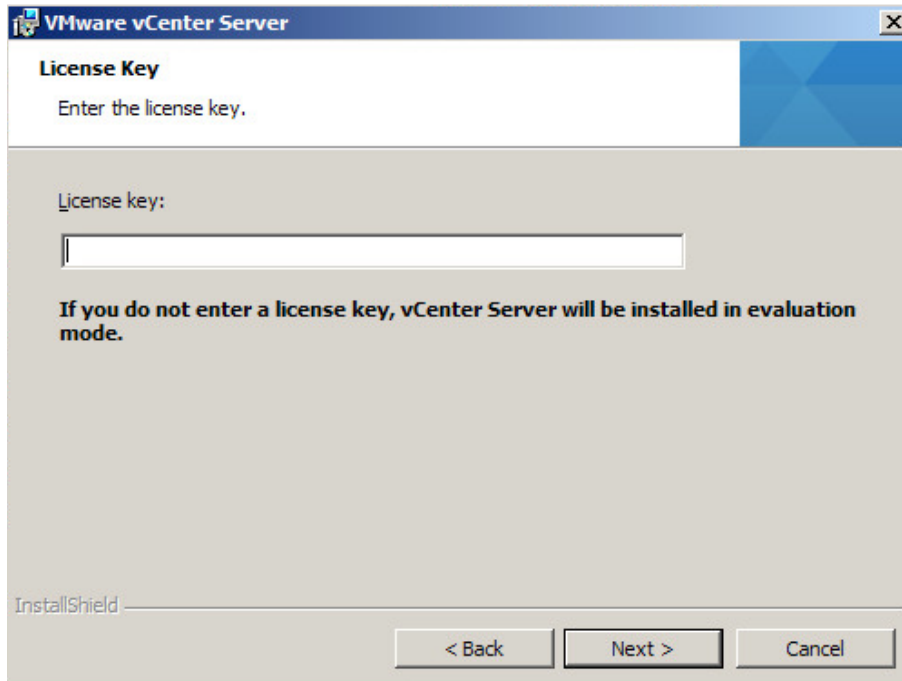 VMware vCenter Server
License Key
Enter the license key.
License key:
If you do not enter a license key, vCenter Server will be installed in evaluation
mode.
InstallShield
< Back
Next >
Cancel